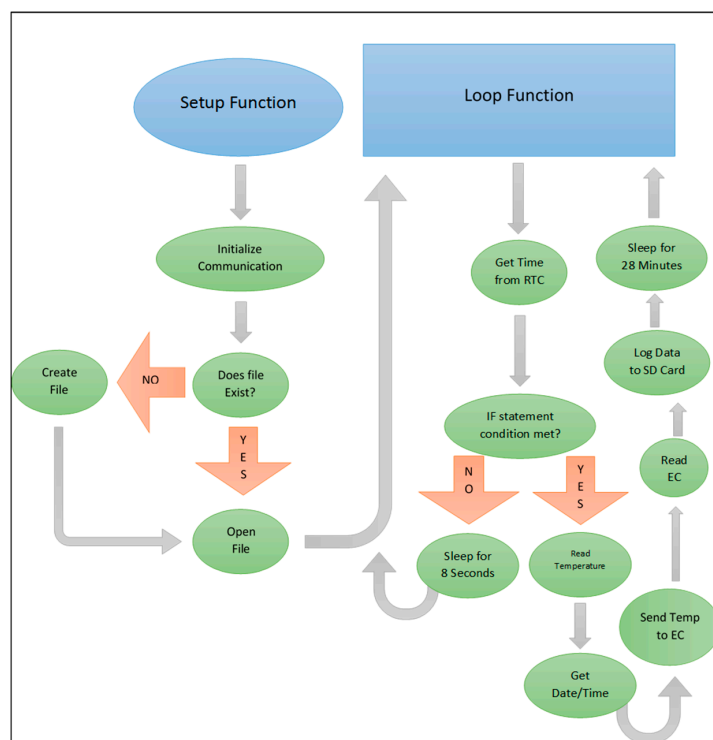 Setup Function
Initialize
Communication
Does file
Exist?
NO
Create
File
YES
Open
File
Loop Function
Get Time
from RTC
IF statement
condition met?
NO
Sleep for
8 Seconds
YES
Read
Temperature
Get
Date/Time
Send Temp
to EC
Read
EC
Log Data
to SD Card
Sleep for
28 Minutes